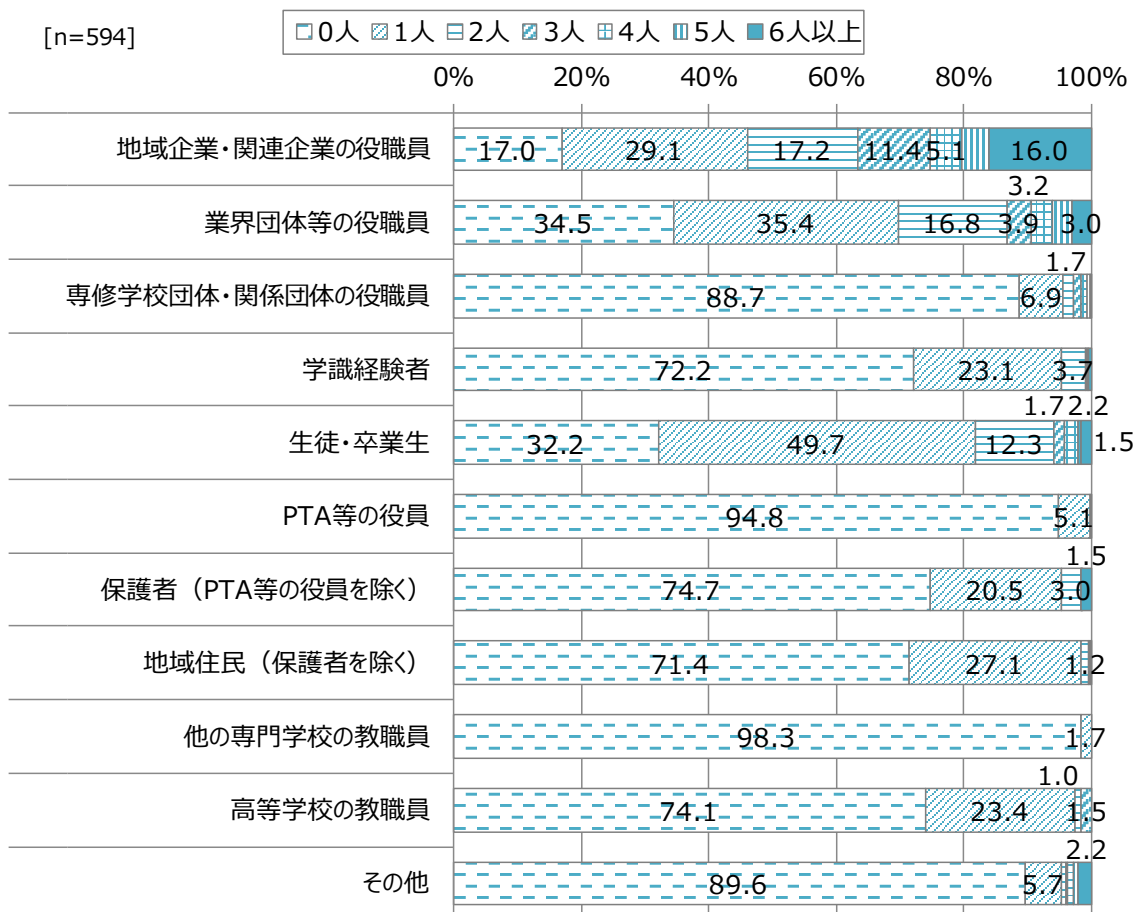 [n=594]
0人 1人 2人 3人 4人 5人 6人以上
0% 20% 40% 60% 80% 100%
地域企業・関連企業の役職員 17.0 29.1 17.2 11.4 5.1 16.0
3.2
業界団体等の役職員 34.5 35.4 16.8 3.9 3.0
1.7
専修学校団体・関係団体の役職員 88.7 6.9
学識経験者 72.2 23.1 3.7
1.7 2.2
生徒・卒業生 32.2 49.7 12.3 1.5
PTA等の役員 94.8 5.1
1.5
保護者（PTA等の役員を除く） 74.7 20.5 3.0
地域住民（保護者を除く） 71.4 27.1 1.2
他の専門学校の教職員 98.3 1.7
1.0
高等学校の教職員 74.1 23.4 1.5
2.2
その他 89.6 5.7